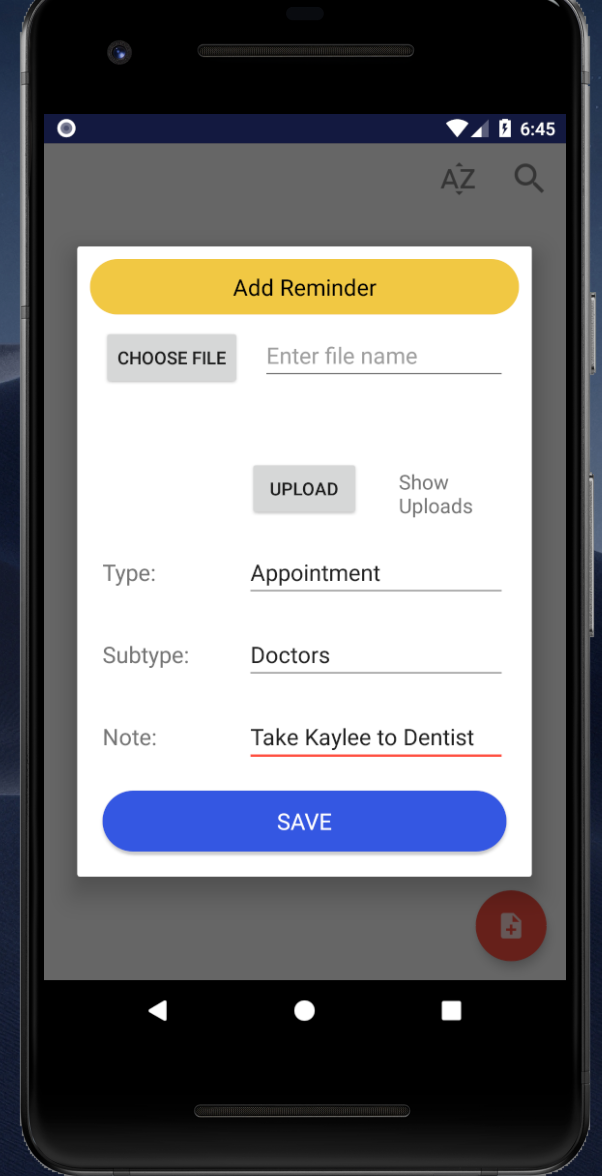 6:45
AZ
Add Reminder
CHOOSE FILE Enter file name
UPLOAD Show
Uploads
Type: Appointment
Subtype: Doctors
Note: Take Kaylee to Dentist
SAVE